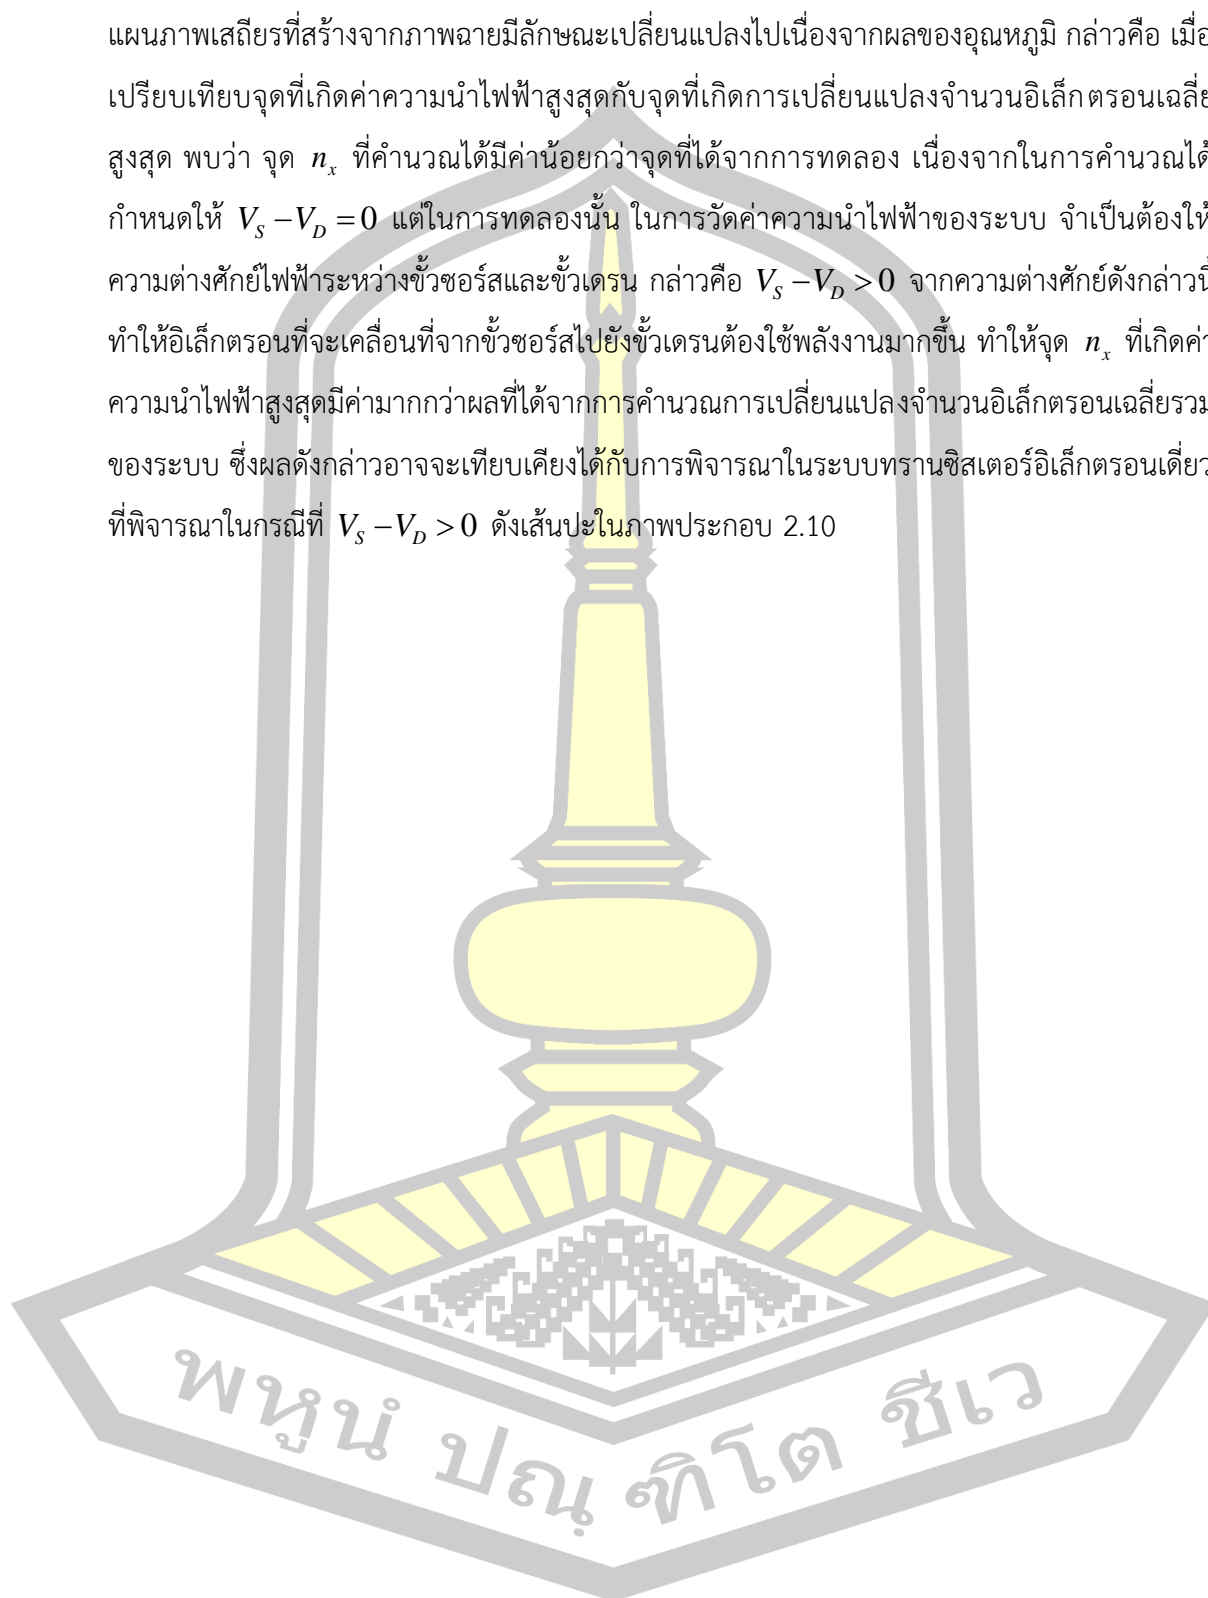 แผนภาพเสถียรที่สร้างจากภาพฉายมีลักษณะเปลี่ยนแปลงไปเนื่องจากผลของอุณหภูมิ กล่าวคือ เมื่อ
เปรียบเทียบจุดที่เกิดค่าความนำไฟฟ้าสูงสุดกับจุดที่เกิดการเปลี่ยนแปลงจำนวนอิเล็กตรอนเฉลี่ย
สูงสุด พบว่า จุด n_x ที่คำนวณได้มีค่าน้อยกว่าจุดที่ได้จากการทดลอง เนื่องจากในการคำนวณได้
กำหนดให้ V_S − V_D = 0 แต่ในการทดลองนั้น ในการวัดค่าความนำไฟฟ้าของระบบ จำเป็นต้องให้
ความต่างศักย์ไฟฟ้าระหว่างขั้วซอร์สและขั้วเดรน กล่าวคือ V_S − V_D > 0 จากความต่างศักย์ดังกล่าวนี้
ทำให้อิเล็กตรอนที่จะเคลื่อนที่จากขั้วซอร์สไปยังขั้วเดรนต้องใช้พลังงานมากขึ้น ทำให้จุด n_x ที่เกิดค่า
ความนำไฟฟ้าสูงสุดมีค่ามากกว่าผลที่ได้จากการคำนวณการเปลี่ยนแปลงจำนวนอิเล็กตรอนเฉลี่ยรวม
ของระบบ ซึ่งผลดังกล่าวอาจจะเทียบเคียงได้กับการพิจารณาในระบบทรานซิสเตอร์อิเล็กตรอนเดี่ยว
ที่พิจารณาในกรณีที่ V_S − V_D > 0 ดังเส้นปะในภาพประกอบ 2.10
พหูนํ ปณฺฑิโต ชีเว